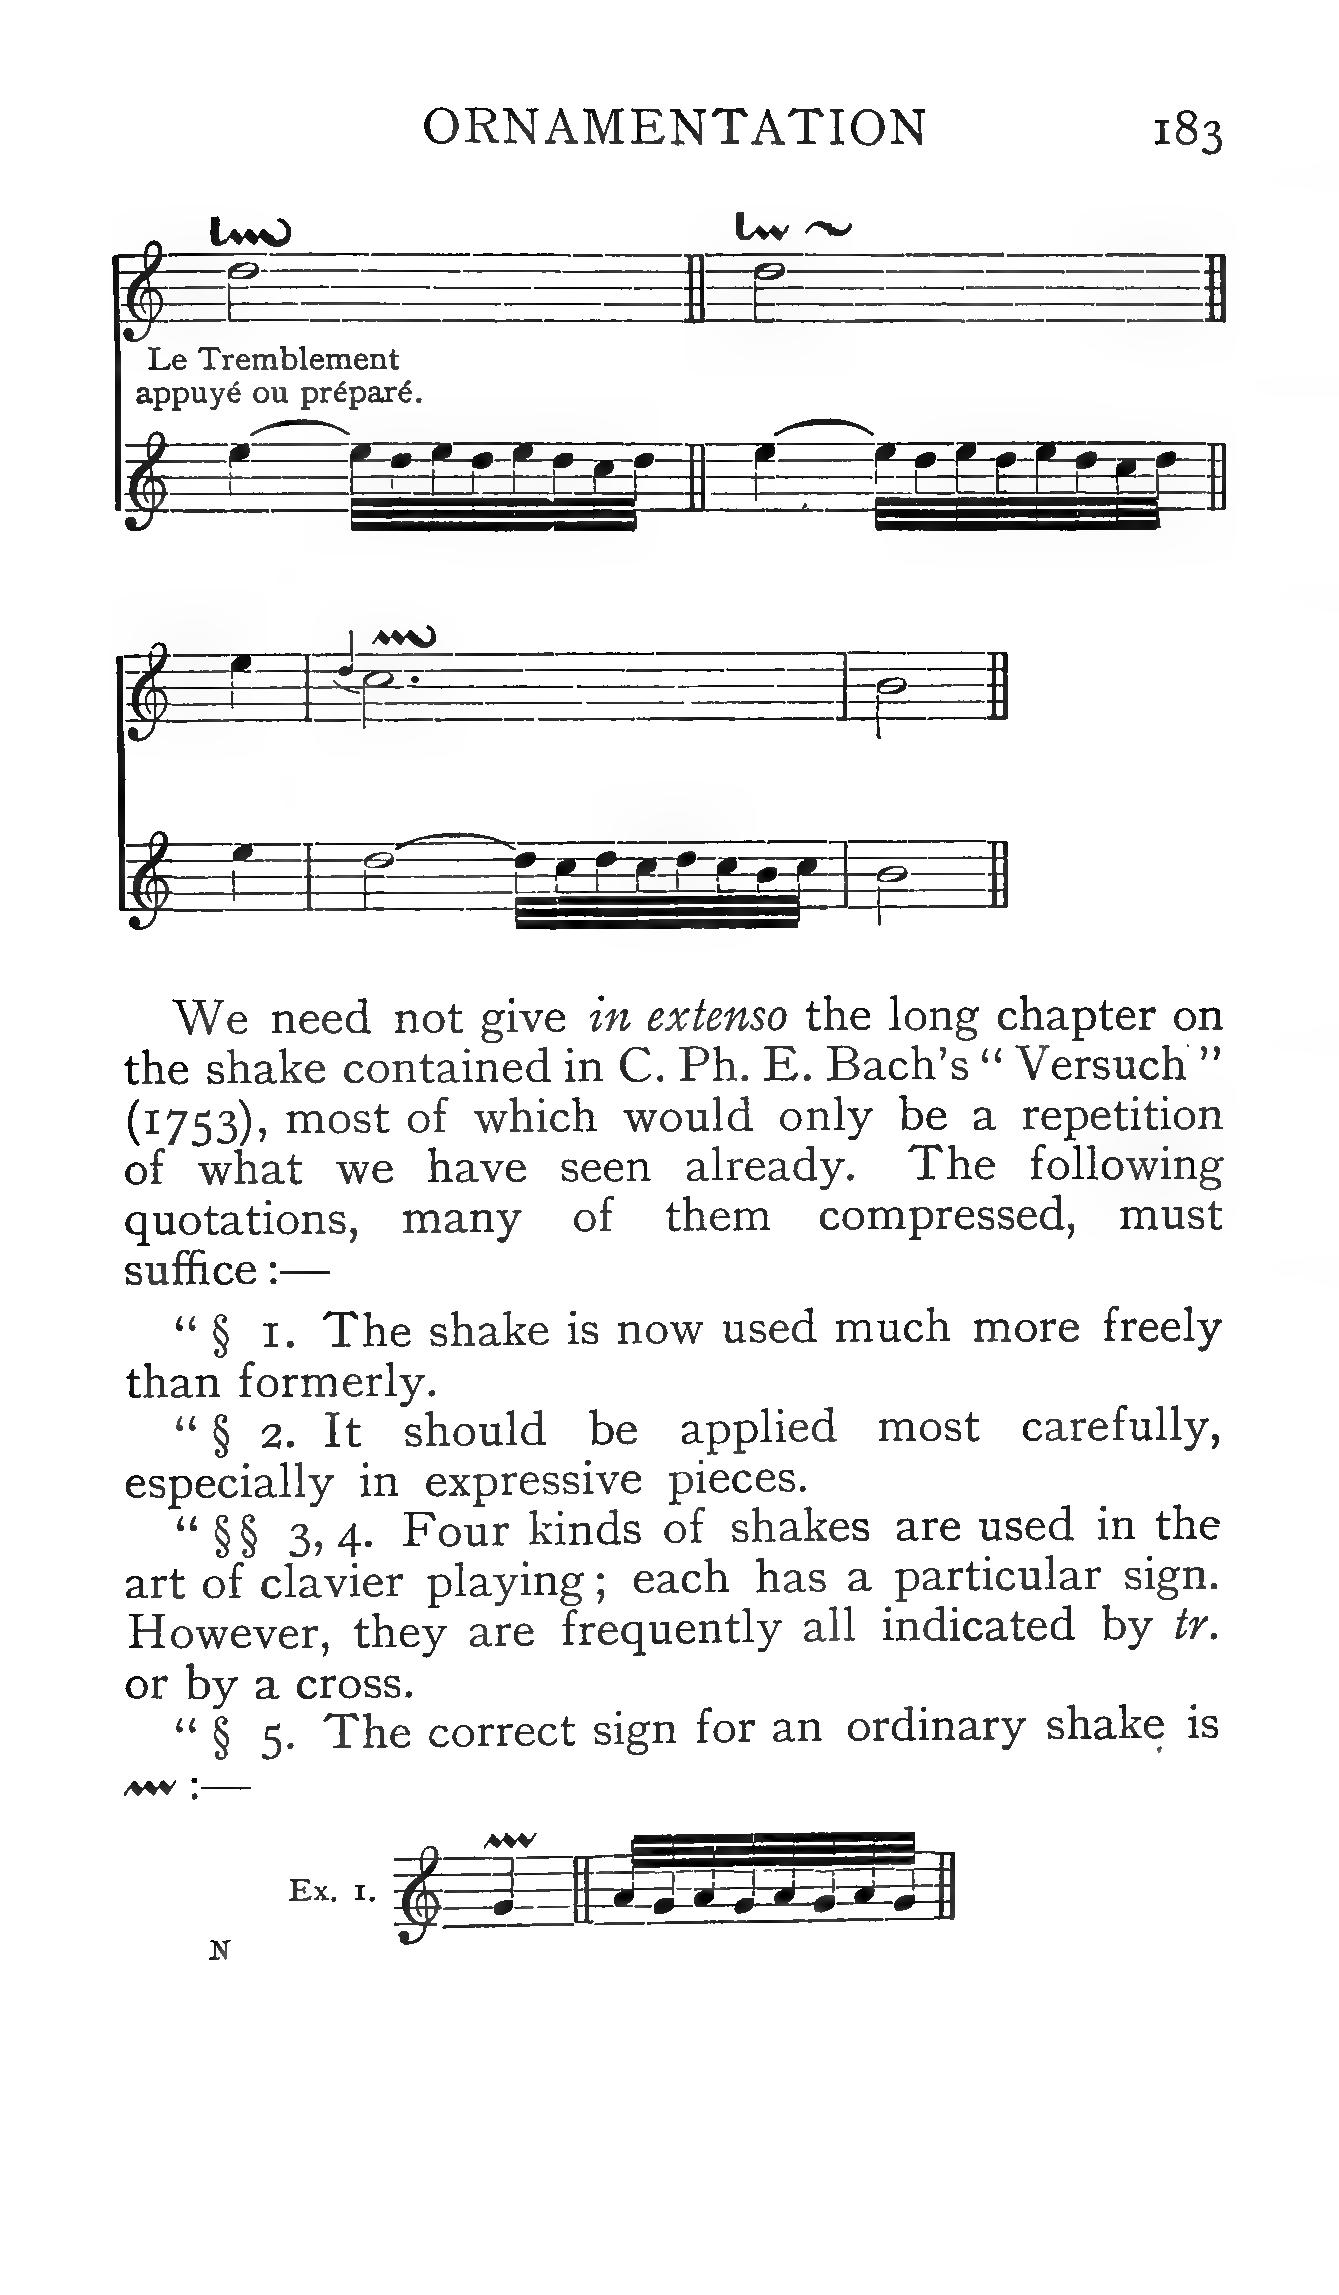 ORNAMENTATION 183
Le Tremblement
appuyé ou préparé.
We need not give in extenso the long chapter on
the shake contained in C. Ph. E. Bach's “ Versuch ”
(1753), most of which would only be a repetition
of what we have seen already. The following
quotations, many of them compressed, must
suffice :—
“ § 1. The shake is now used much more freely
than formerly.
“ § 2. It should be applied most carefully,
especially in expressive pieces.
“ §§ 3, 4. Four kinds of shakes are used in the
art of clavier playing ; each has a particular sign.
However, they are frequently all indicated by tr.
or by a cross.
“ § 5. The correct sign for an ordinary shake is
:—
Ex. 1.
N